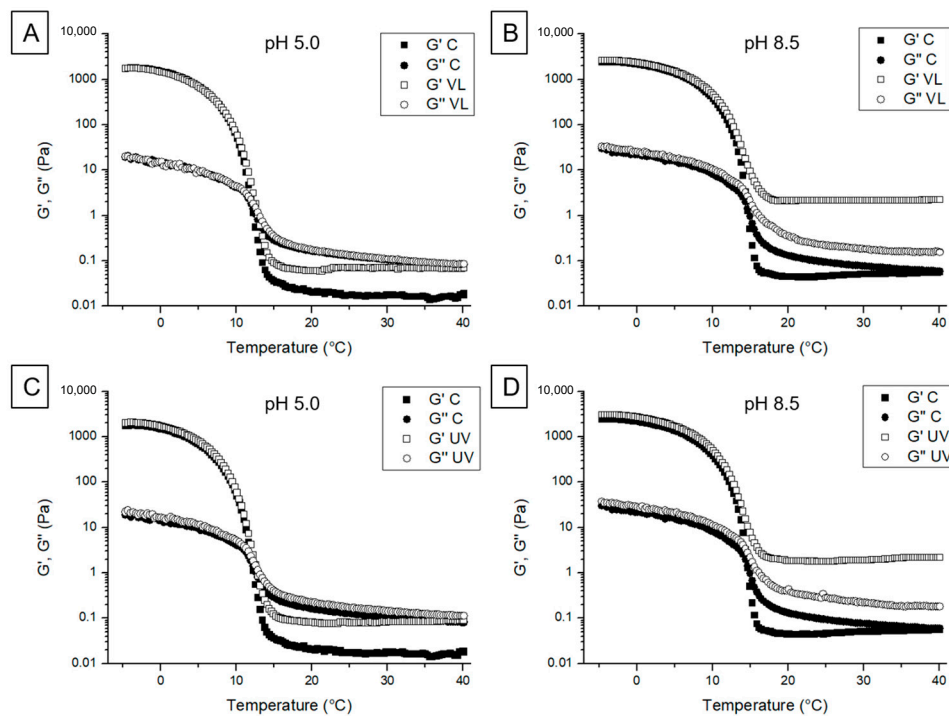 A
pH 5.0
G' C
G'' C
G' VL
G'' VL
10,000
1000
100
10
1
0.1
0.01
G', G'' (Pa)
0
10
20
30
40
Temperature (°C)
B
pH 8.5
G' C
G'' C
G' VL
G'' VL
10,000
1000
100
10
1
0.1
0.01
G', G'' (Pa)
0
10
20
30
40
Temperature (°C)
C
pH 5.0
G' C
G'' C
G' UV
G'' UV
10,000
1000
100
10
1
0.1
0.01
G', G'' (Pa)
0
10
20
30
40
Temperature (°C)
D
pH 8.5
G' C
G'' C
G' UV
G'' UV
10,000
1000
100
10
1
0.1
0.01
G', G'' (Pa)
0
10
20
30
40
Temperature (°C)